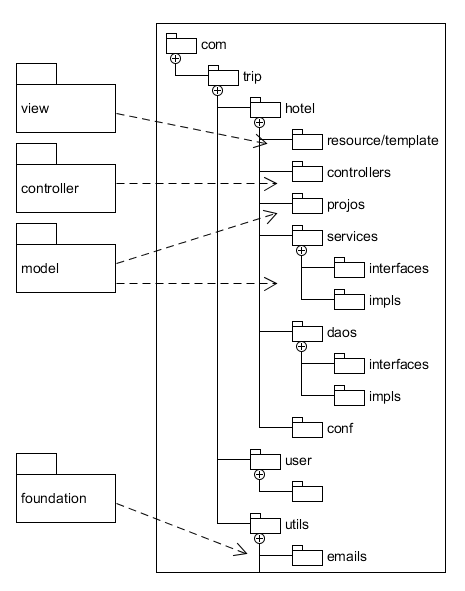 com
trip
view
hotel
resource/template
controllers
controller
projos
services
model
interfaces
impls
daos
interfaces
impls
conf
user
foundation
utils
emails